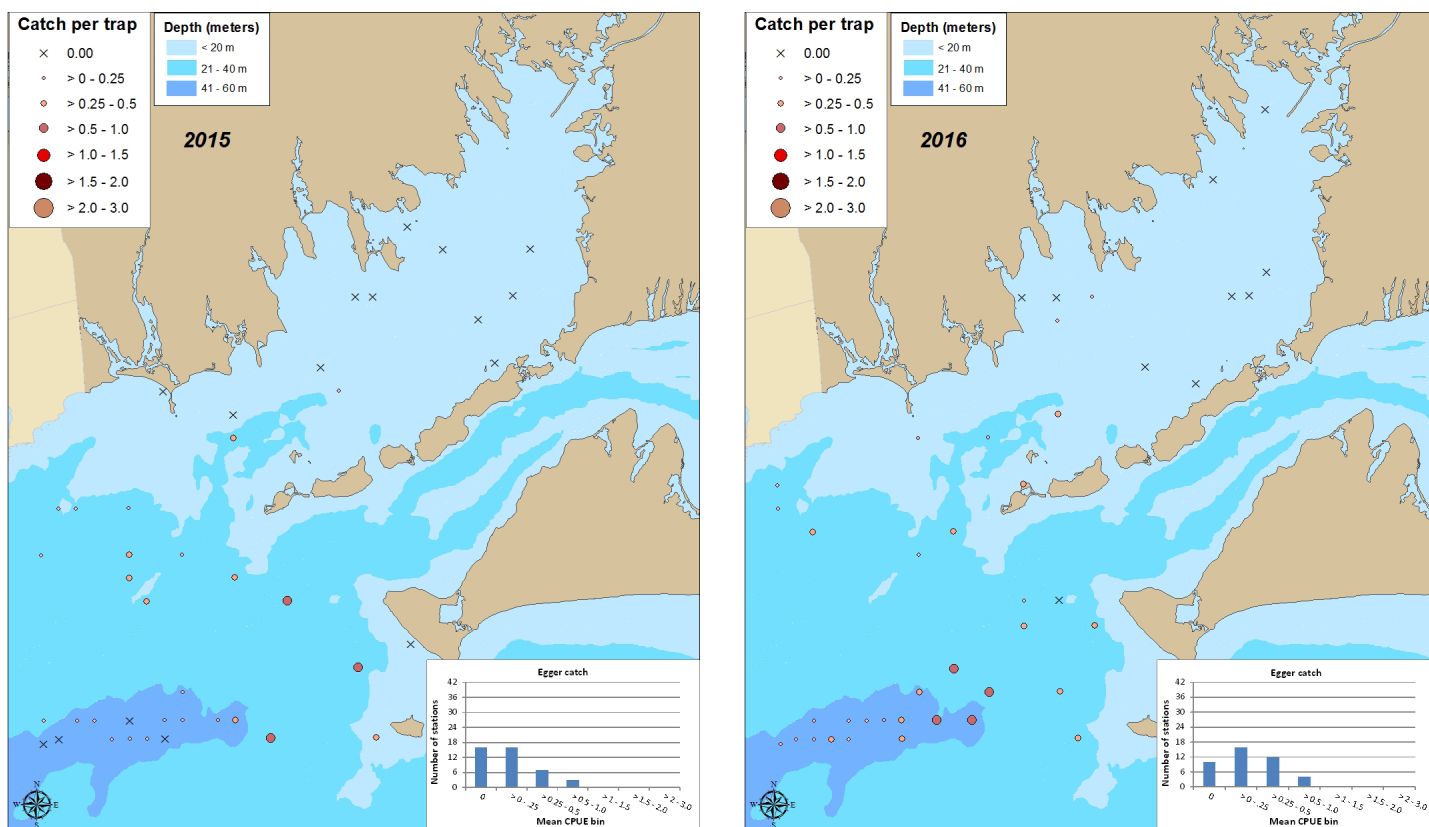 Catch per trap
0.00
> 0 - 0.25
> 0.25 - 0.5
> 0.5 - 1.0
> 1.0 - 1.5
> 1.5 - 2.0
> 2.0 - 3.0
Depth (meters)
< 20 m
21 - 40 m
41 - 60 m
2015
N
W E
S
Egger catch
Number of stations
42
36
30
24
18
12
6
0
0
> 0 - .25
> 0.25 - 0.5
> 0.5 - 1.0
> 1 - 1.5
> 1.5 - 2.0
> 2 - 3.0
Mean CPUE bin
Catch per trap
0.00
> 0 - 0.25
> 0.25 - 0.5
> 0.5 - 1.0
> 1.0 - 1.5
> 1.5 - 2.0
> 2.0 - 3.0
Depth (meters)
< 20 m
21 - 40 m
41 - 60 m
2016
N
W E
S
Egger catch
Number of stations
42
36
30
24
18
12
6
0
0
> 0 - .25
> 0.25 - 0.5
> 0.5 - 1.0
> 1 - 1.5
> 1.5 - 2.0
> 2 - 3.0
Mean CPUE bin